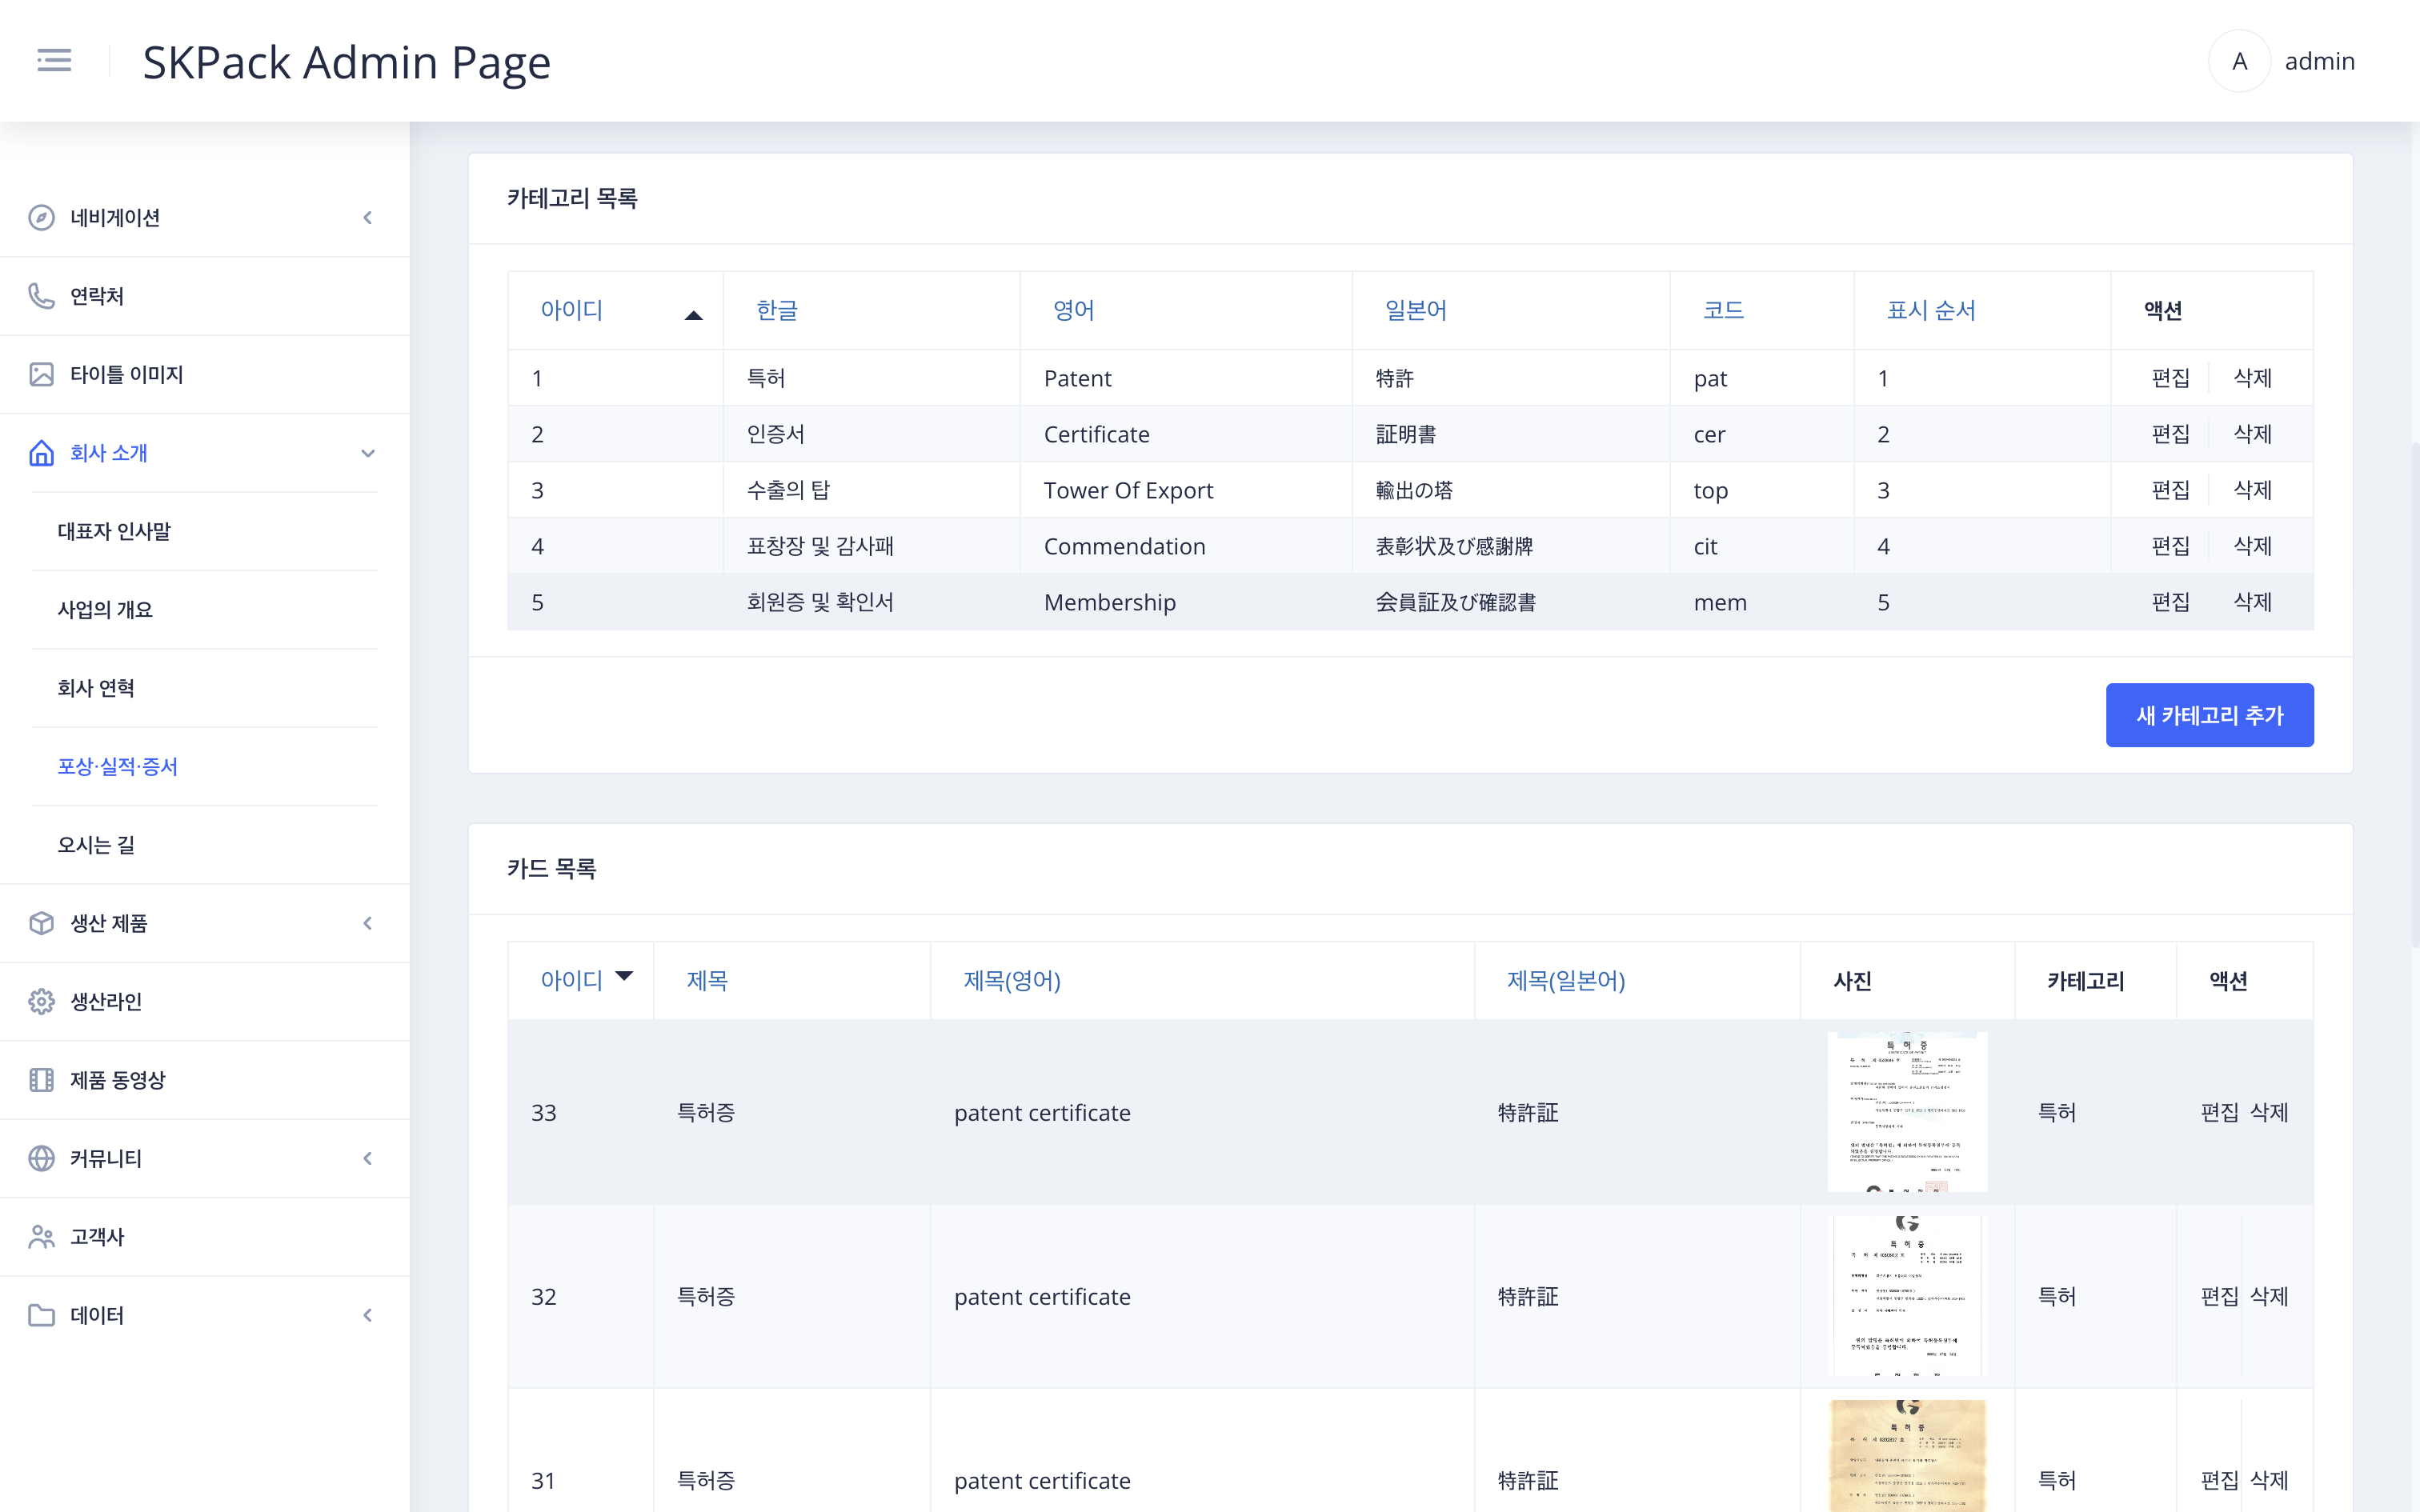 SKPack Admin Page
A admin
네비게이션
연락처
타이틀 이미지
회사 소개
대표자 인사말
사업의 개요
회사 연혁
포상·실적·증서
오시는 길
생산 제품
생산라인
제품 동영상
커뮤니티
고객사
데이터
카테고리 목록
아이디 한글 영어 일본어 코드 표시 순서 액션
1 특허 Patent 特許 pat 1 편집 삭제
2 인증서 Certificate 証明書 cer 2 편집 삭제
3 수출의 탑 Tower Of Export 輸出の塔 top 3 편집 삭제
4 표창장 및 감사패 Commendation 表彰状及び感謝牌 cit 4 편집 삭제
5 회원증 및 확인서 Membership 会員証及び確認書 mem 5 편집 삭제
새 카테고리 추가
카드 목록
아이디 제목 제목(영어) 제목(일본어) 사진 카테고리 액션
특 허 증
33 특허증 patent certificate 特許証 특허 편집 삭제
특 허 증
32 특허증 patent certificate 特許証 특허 편집 삭제
특 허 증
31 특허증 patent certificate 特許証 특허 편집 삭제